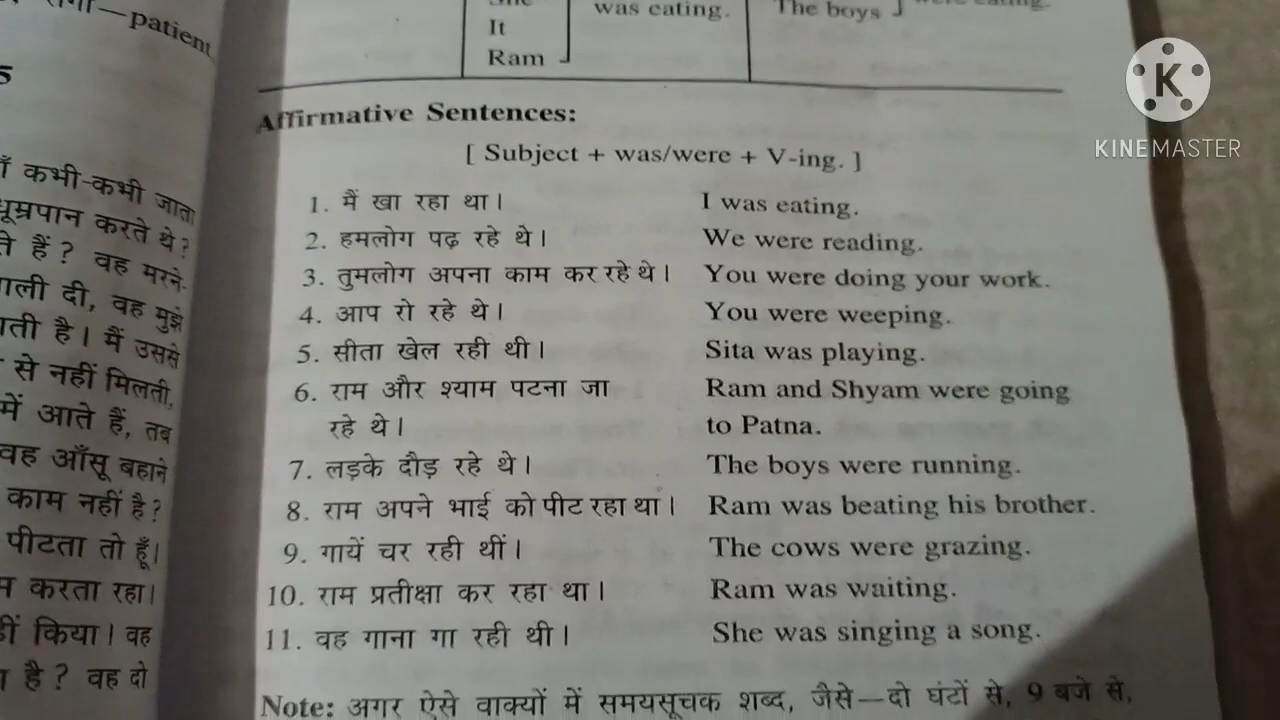 patient
She
was eating.
The boys
It
Ram
K
KINEMASTER
5
कभी-कभी जाता
धूम्रपान करते थे?
हैं? वह मरने-
गाली दी, वह मुझे
है। मैं उससे
से नहीं मिलती,
में आते हैं, तब
वह आँसू बहाने
काम नहीं है?
पीटता तो हूँ।
करता रहा।
किया। वह
है? वह दो
Affirmative Sentences:
[ Subject + was/were + V-ing. ]
1. मैं खा रहा था। I was eating.
2. हमलोग पढ़ रहे थे। We were reading.
3. तुमलोग अपना काम कर रहे थे। You were doing your work.
4. आप रो रहे थे। You were weeping.
5. सीता खेल रही थी। Sita was playing.
6. राम और श्याम पटना जा Ram and Shyam were going
रहे थे। to Patna.
7. लड़के दौड़ रहे थे। The boys were running.
8. राम अपने भाई को पीट रहा था। Ram was beating his brother.
9. गायें चर रही थीं। The cows were grazing.
10. राम प्रतीक्षा कर रहा था। Ram was waiting.
11. वह गाना गा रही थी। She was singing a song.
Note: अगर ऐसे वाक्यों में समयसूचक शब्द, जैसे—दो घंटों से, 9 बजे से,